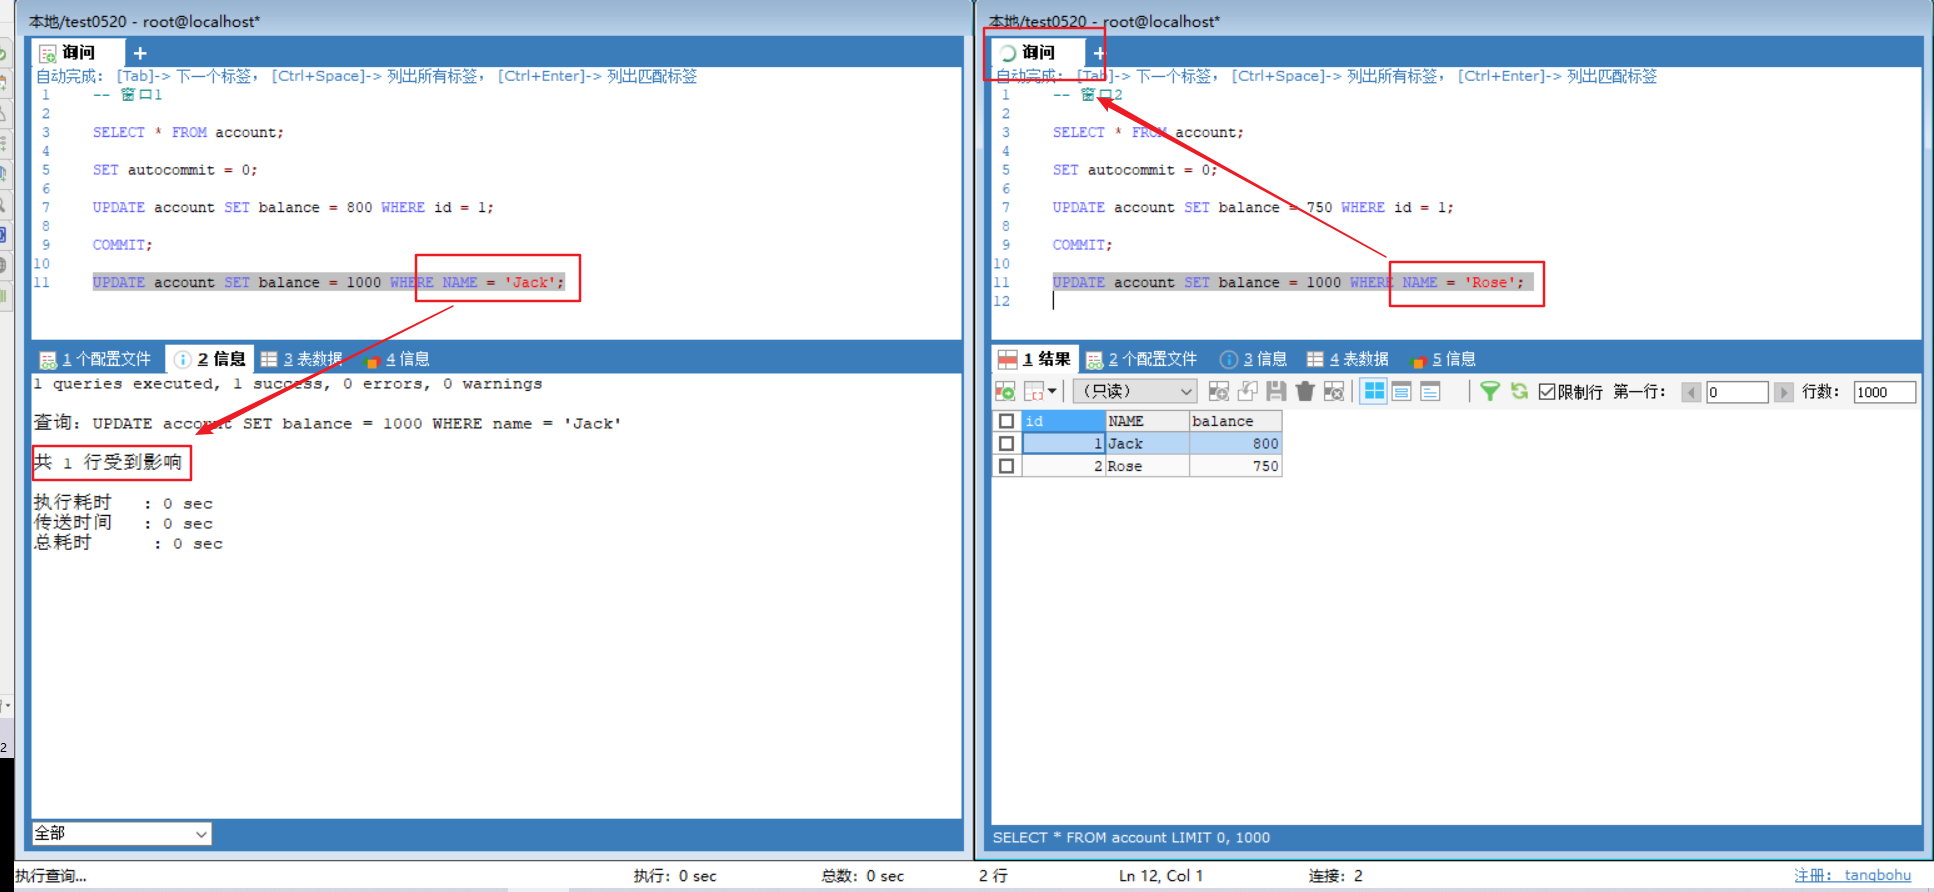 本地/test0520 - root@localhost*
询问
自动完成： [Tab]-> 下一个标签， [Ctrl+Space]-> 列出所有标签， [Ctrl+Enter]-> 列出匹配标签
1 -- 窗口1
2
3 SELECT * FROM account;
4
5 SET autocommit = 0;
6
7 UPDATE account SET balance = 800 WHERE id = 1;
8
9 COMMIT;
10
11 UPDATE account SET balance = 1000 WHERE NAME = 'Jack';
1 个配置文件 2 信息 3 表数据 4 信息
1 queries executed, 1 success, 0 errors, 0 warnings
查询：UPDATE account SET balance = 1000 WHERE name = 'Jack'
共 1 行受到影响
执行耗时 : 0 sec
传送时间 : 0 sec
总耗时 : 0 sec
全部
本地/test0520 - root@localhost*
询问
自动完成： [Tab]-> 下一个标签， [Ctrl+Space]-> 列出所有标签， [Ctrl+Enter]-> 列出匹配标签
1 -- 窗口2
2
3 SELECT * FROM account;
4
5 SET autocommit = 0;
6
7 UPDATE account SET balance = 750 WHERE id = 1;
8
9 COMMIT;
10
11 UPDATE account SET balance = 1000 WHERE NAME = 'Rose';
12
1 结果 2 个配置文件 3 信息 4 表数据 5 信息
（只读） 限制行 第一行： 0 行数： 1000
id NAME balance
1 Jack 800
2 Rose 750
SELECT * FROM account LIMIT 0, 1000
2
执行查询... 执行：0 sec 总数：0 sec 2 行 Ln 12, Col 1 连接：2 注册： tangbohu